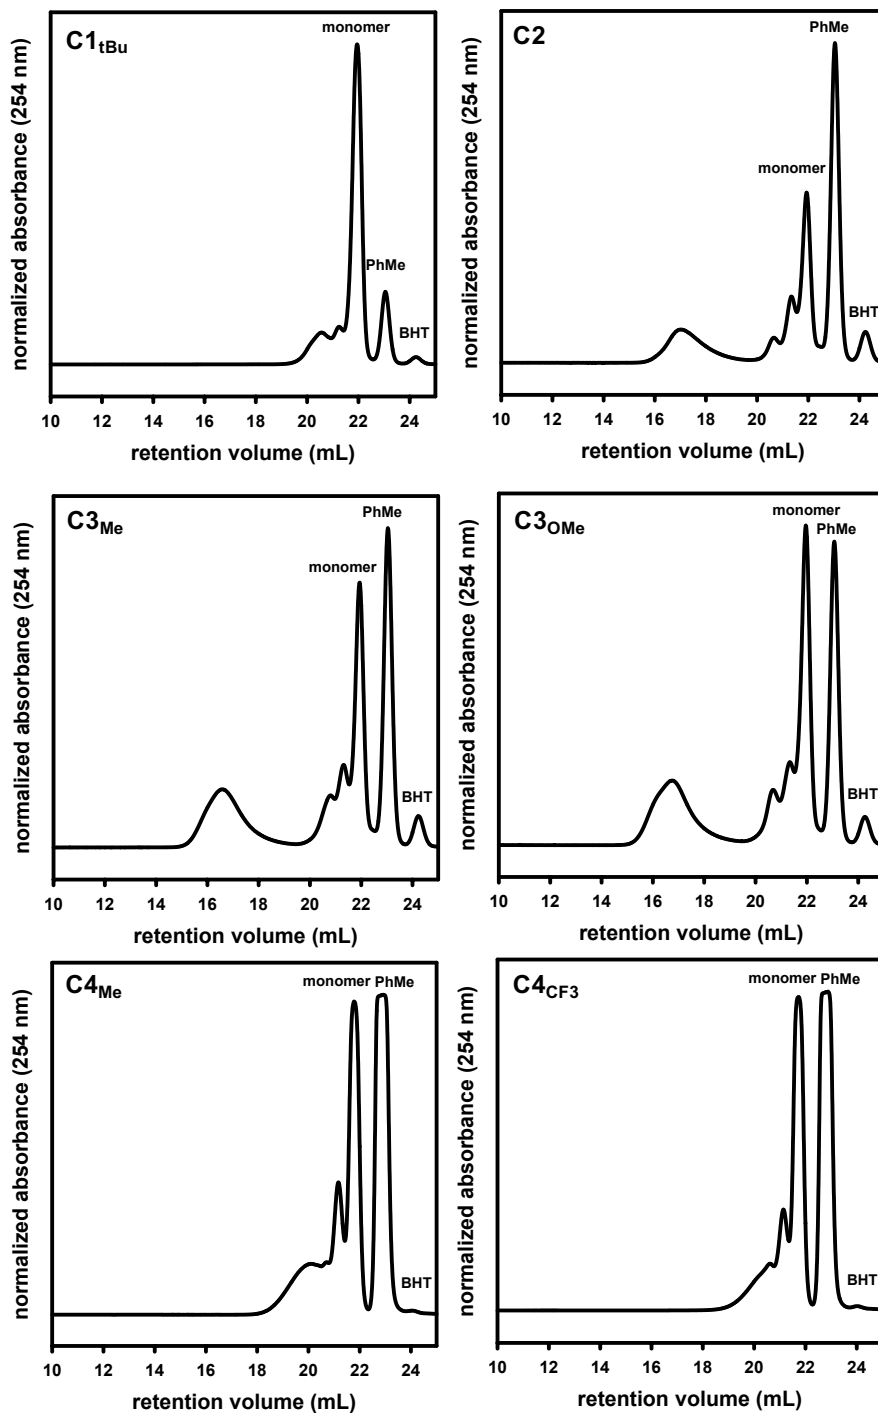 C1tBu
monomer
PhMe
BHT
normalized absorbance (254 nm)
10 12 14 16 18 20 22 24
retention volume (mL)
C2
PhMe
monomer
BHT
normalized absorbance (254 nm)
10 12 14 16 18 20 22 24
retention volume (mL)
C3Me
PhMe
monomer
BHT
normalized absorbance (254 nm)
10 12 14 16 18 20 22 24
retention volume (mL)
C3OMe
monomer
PhMe
BHT
normalized absorbance (254 nm)
10 12 14 16 18 20 22 24
retention volume (mL)
C4Me
monomer PhMe
BHT
normalized absorbance (254 nm)
10 12 14 16 18 20 22 24
retention volume (mL)
C4CF3
monomer PhMe
BHT
normalized absorbance (254 nm)
10 12 14 16 18 20 22 24
retention volume (mL)